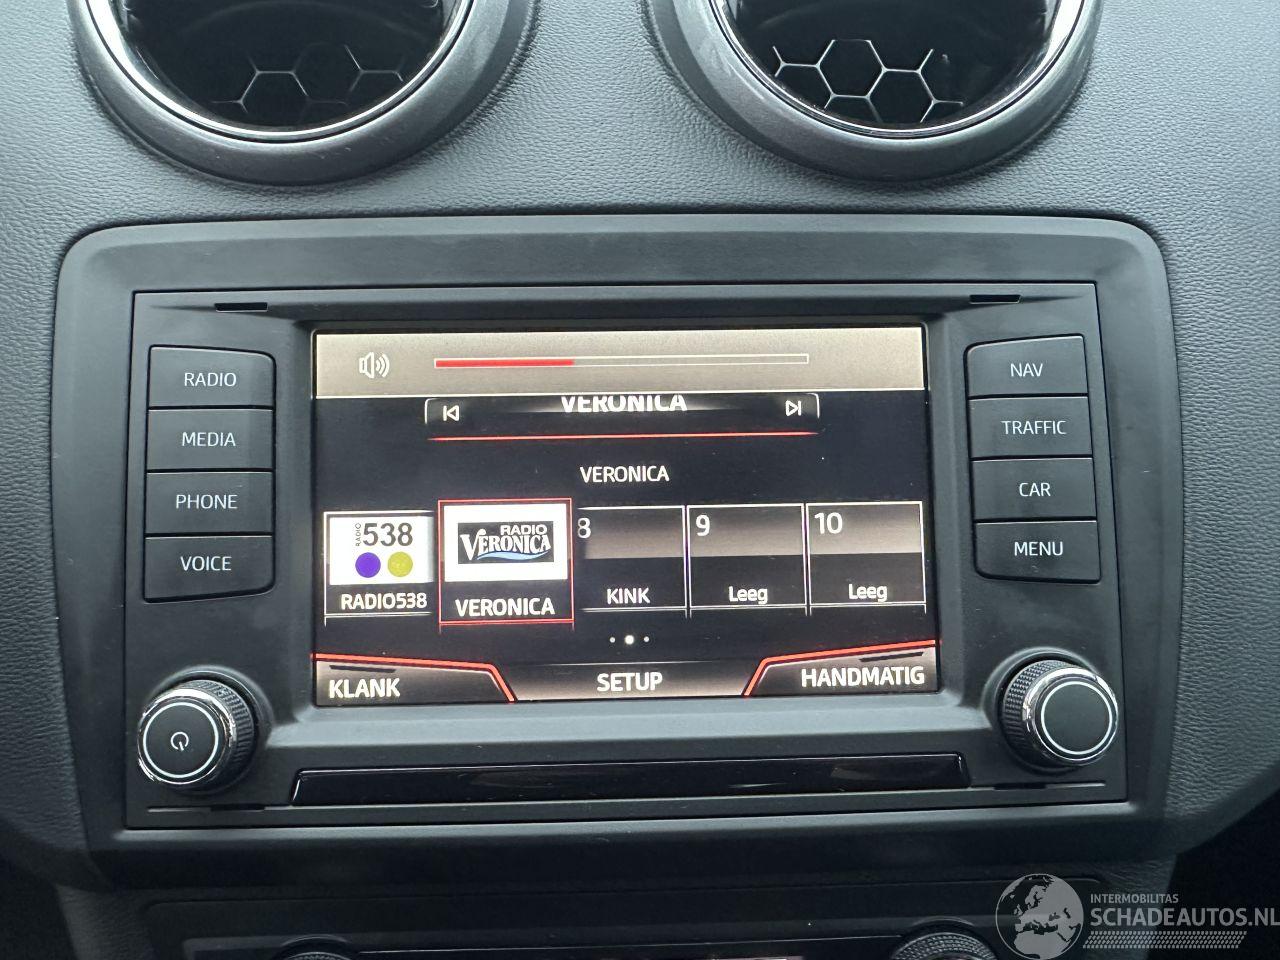 RADIO
MEDIA
PHONE
VOICE
VERONICA
VERONICA
RADIO 538
RADIO538
RADIO
VERONICA
VERONICA
8
KINK
9
Leeg
10
Leeg
KLANK
SETUP
HANDMATIG
NAV
TRAFFIC
CAR
MENU
INTERMOBILITAS
SCHADEAUTOS.NL